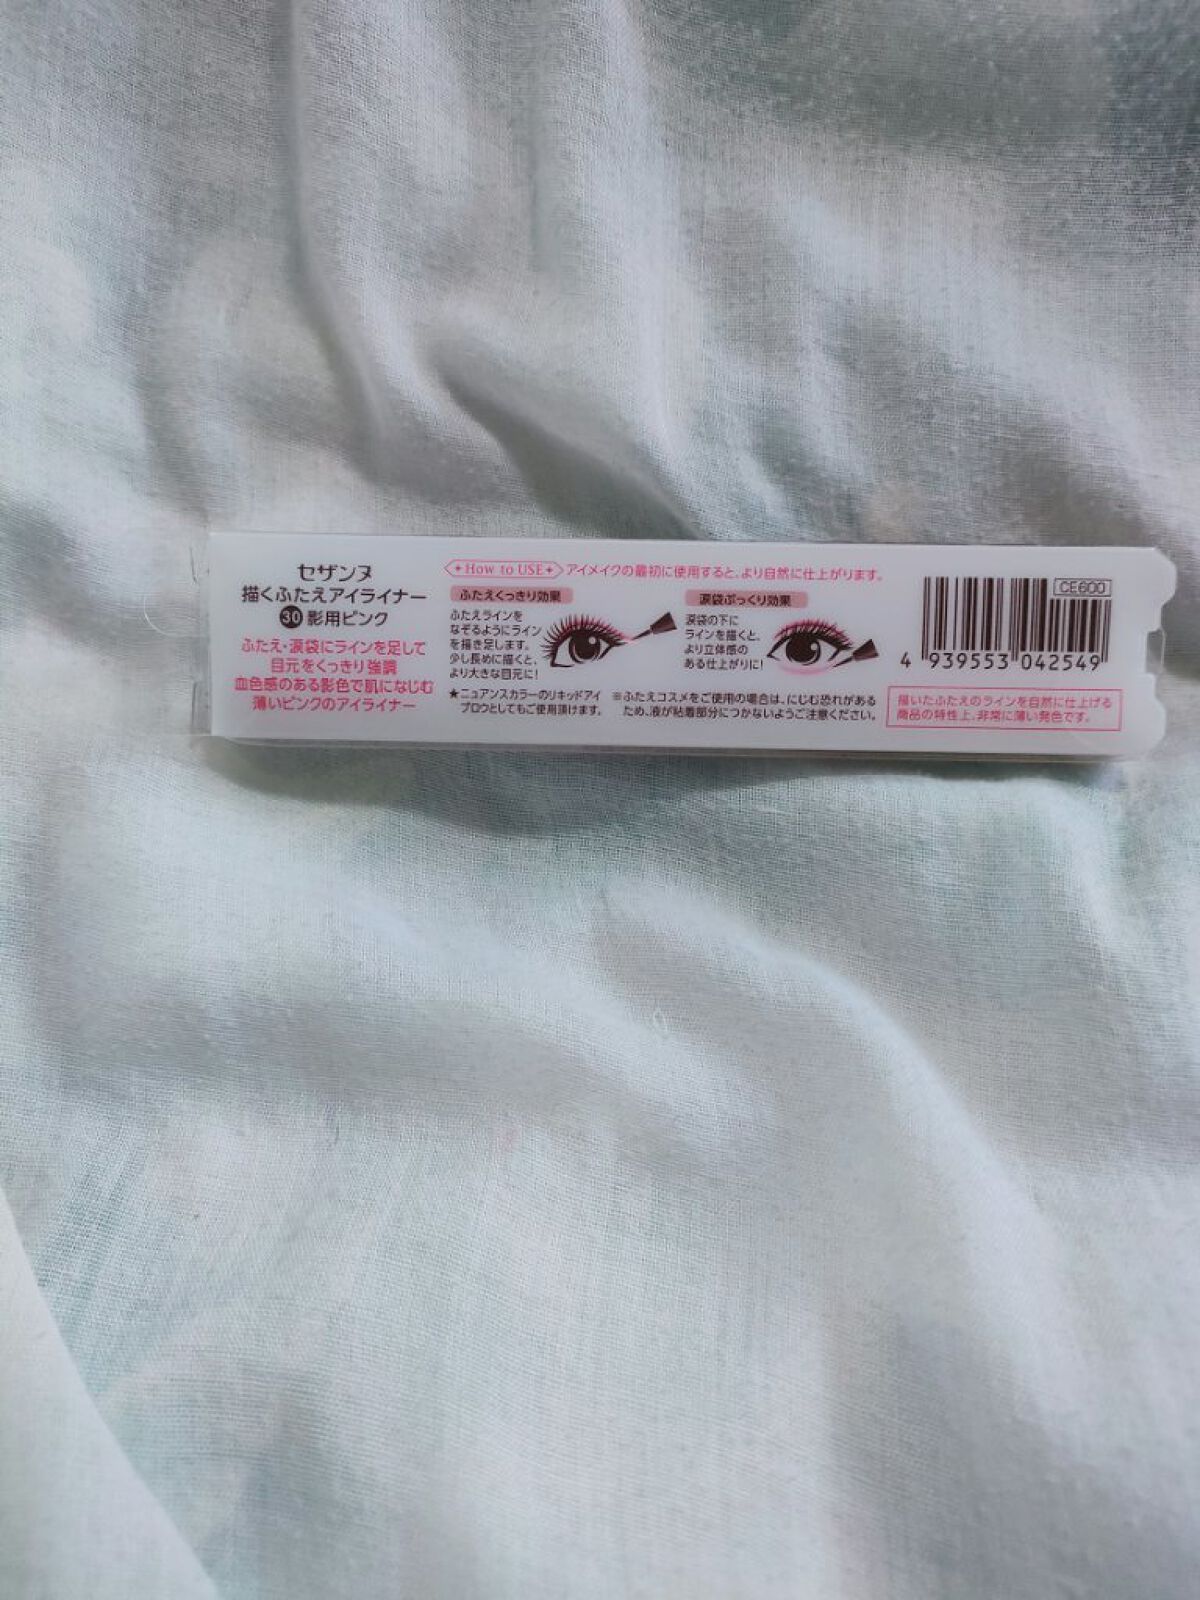 セザンヌ
描くふたえアイライナー
30 影用ピンク
ふたえ・涙袋にラインを足して
目元をくっきり強調
血色感のある影色で肌になじむ
薄いピンクのアイライナー
How to USE アイメイクの最初に使用すると、より自然に仕上がります。
ふたえくっきり効果
ふたえラインを
なぞるようにライン
を描き足します。
少し長めに描くと、
より大きな目元に!
★ニュアンスカラーのリキッドアイ
ブロウとしてもご使用頂けます。
涙袋ぷっくり効果
涙袋の下に
ラインを描くと、
より立体感の
ある仕上がりに!
※ふたえコスメをご使用の場合は、にじむ恐れがある
ため、液が粘着部分につかないようご注意ください。
CE600
4 939553 042549
描いたふたえのラインを自然に仕上げる
商品の特性上、非常に薄い発色です。